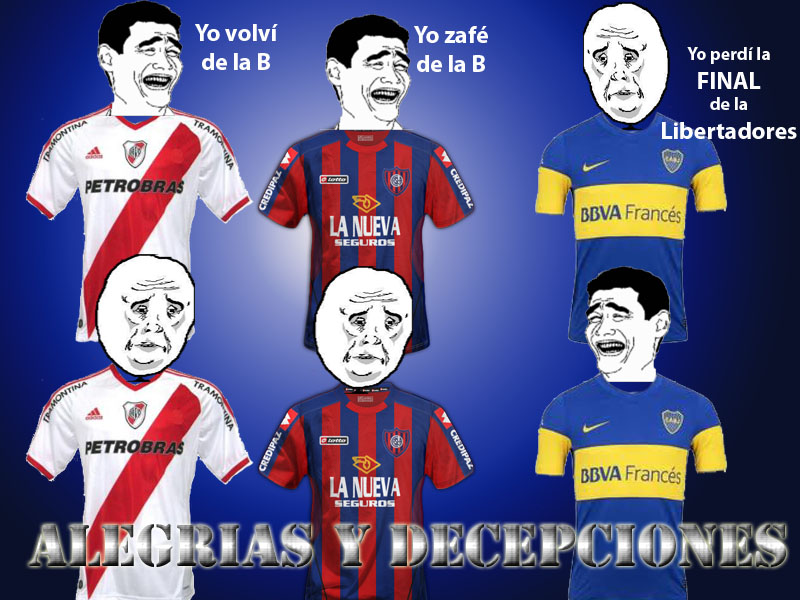 Yo volví
de la B
Yo zafé
de la B
Yo perdí la
FINAL
de la
Libertadores
TRAMONTINA
TRAMONTINA
adidas
PETROBRAS
CREDIPAZ
CREDIPAZ
lotto
LA NUEVA
SEGUROS
BBVA Francés
TRAMONTINA
TRAMONTINA
adidas
PETROBRAS
CREDIPAZ
CREDIPAZ
lotto
LA NUEVA
SEGUROS
BBVA Francés
ALEGRIAS Y DECEPCIONES